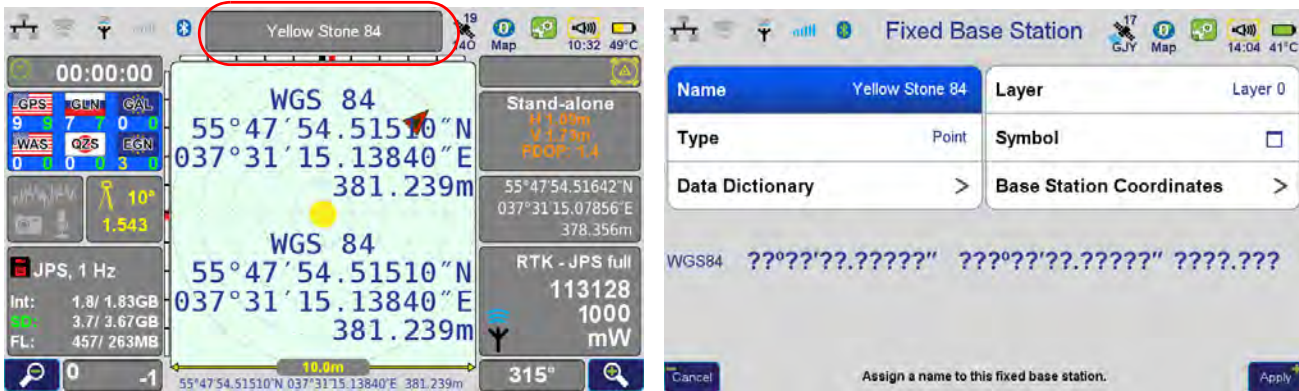 19
140
Yellow Stone 84
Map
10:32 49°C
00:00:00
GPS GLN GAL
9 9 7 7 0 0
WAS QZS EGN
0 0 0 3 0
10°
1.543
JPS, 1 Hz
Int: 1.8/ 1.83GB
SD: 3.7/ 3.67GB
FL: 457/ 263MB
0
-1
WGS 84
55°47′54.51510″N
037°31′15.13840″E
381.239m
WGS 84
55°47′54.51510″N
037°31′15.13840″E
381.239m
10.0m
55°47'54.51510"N 037°31'15.13840"E 381.239m
Stand-alone
PDOP: 1.4
55°47'54.51642"N
037°31'15.07856"E
378.356m
RTK - JPS full
113128
1000
mW
315°
Fixed Base Station
17
GJY
Map
14:04 41°C
Name Yellow Stone 84
Layer Layer 0
Type Point
Symbol
Data Dictionary >
Base Station Coordinates >
WGS84 ??°??'??.?????" ???°??'??.?????" ????.???
Cancel
Assign a name to this fixed base station.
Apply